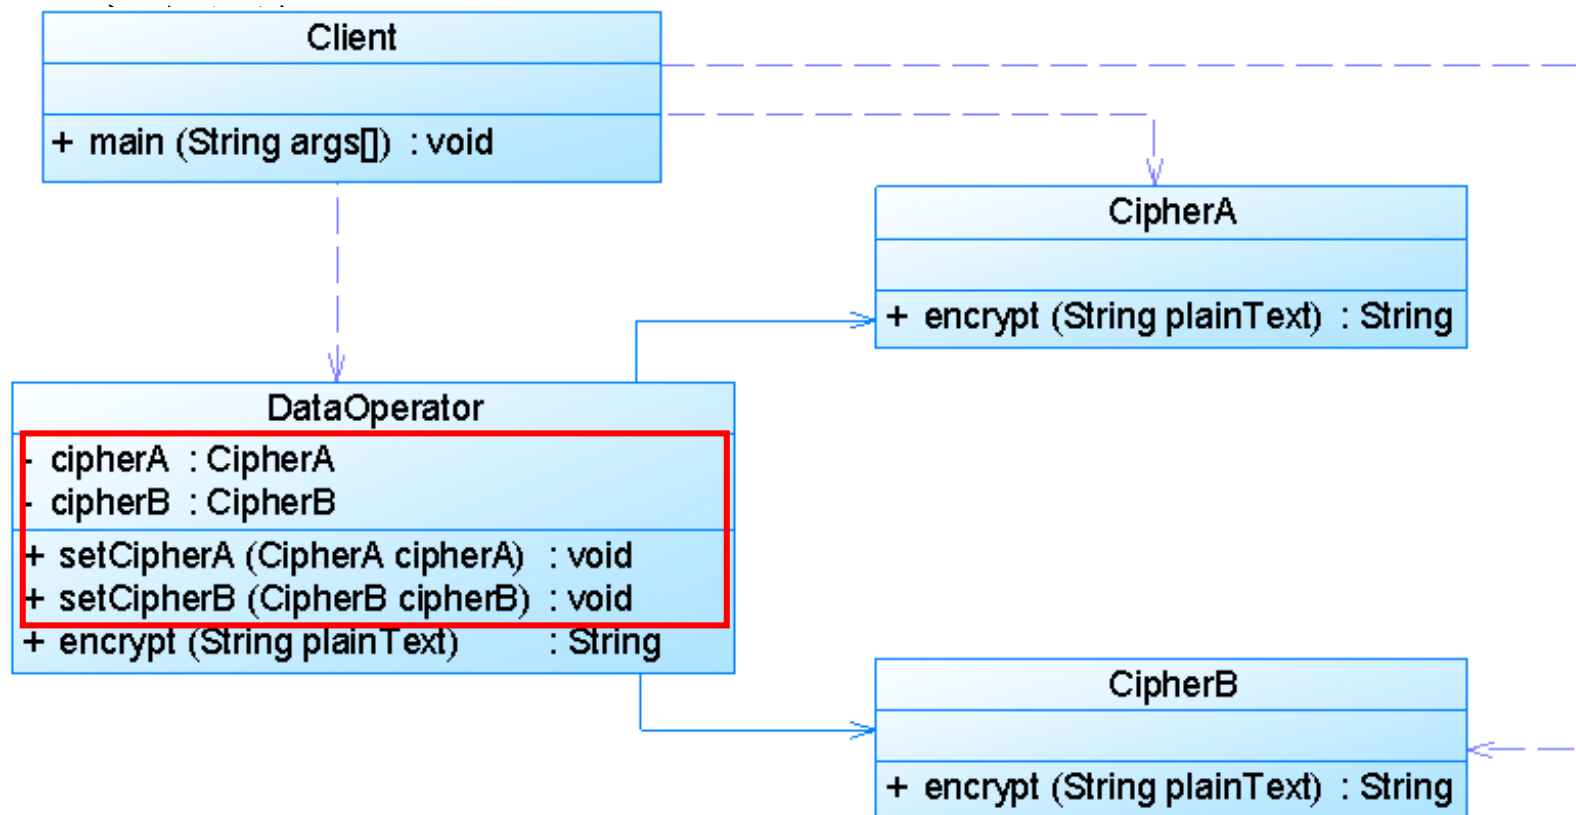 Client
+ main (String args[]) : void
CipherA
+ encrypt (String plainText) : String
DataOperator
- cipherA : CipherA
- cipherB : CipherB
+ setCipherA (CipherA cipherA) : void
+ setCipherB (CipherB cipherB) : void
+ encrypt (String plainText) : String
CipherB
+ encrypt (String plainText) : String